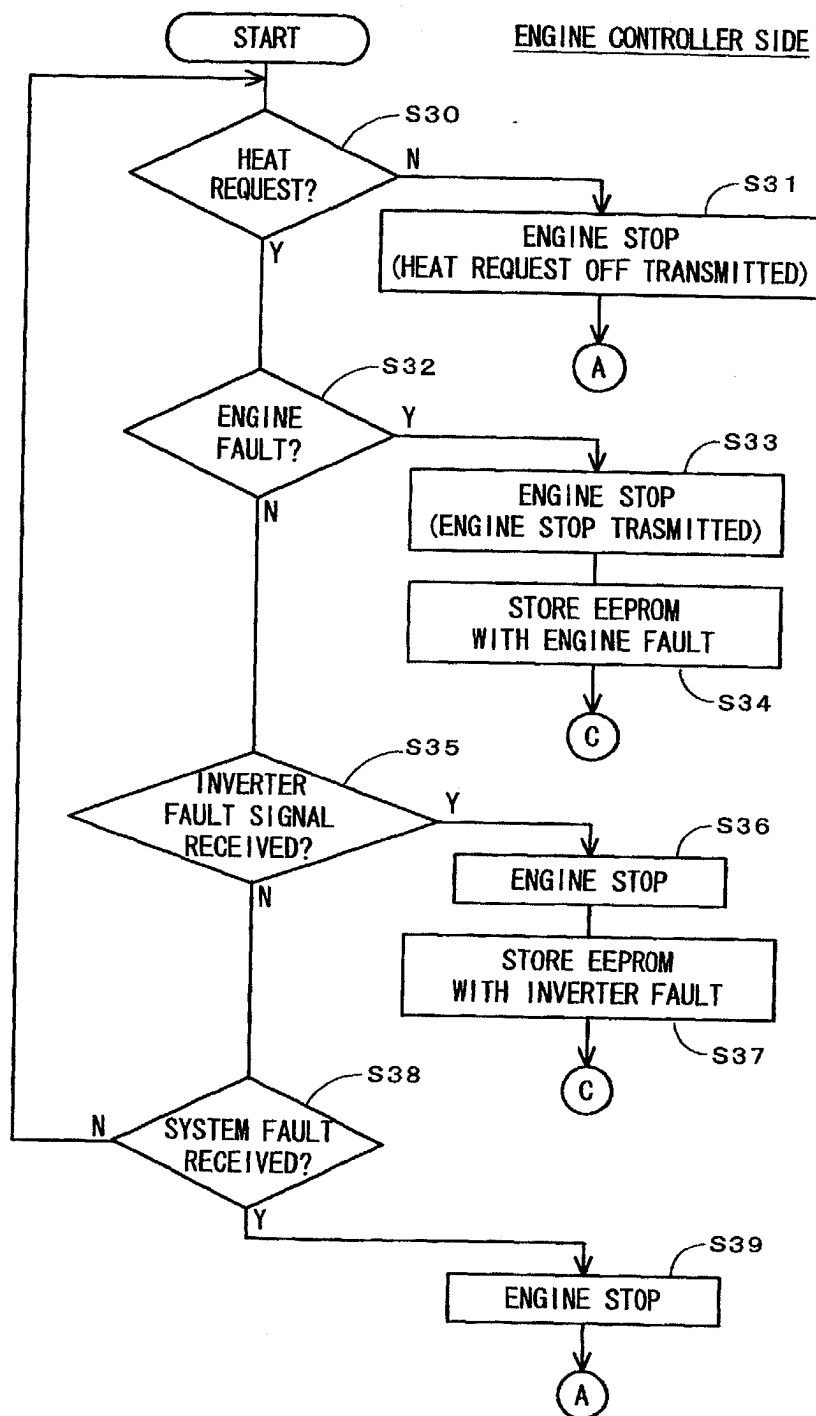 START
ENGINE CONTROLLER SIDE
S30
HEAT
REQUEST?
N
Y
S31
ENGINE STOP
(HEAT REQUEST OFF TRANSMITTED)
A
S32
ENGINE
FAULT?
Y
N
S33
ENGINE STOP
(ENGINE STOP TRASMITTED)
STORE EEPROM
WITH ENGINE FAULT
S34
C
S35
INVERTER
FAULT SIGNAL
RECEIVED?
Y
N
S36
ENGINE STOP
STORE EEPROM
WITH INVERTER FAULT
S37
C
S38
SYSTEM FAULT
RECEIVED?
N
Y
S39
ENGINE STOP
A